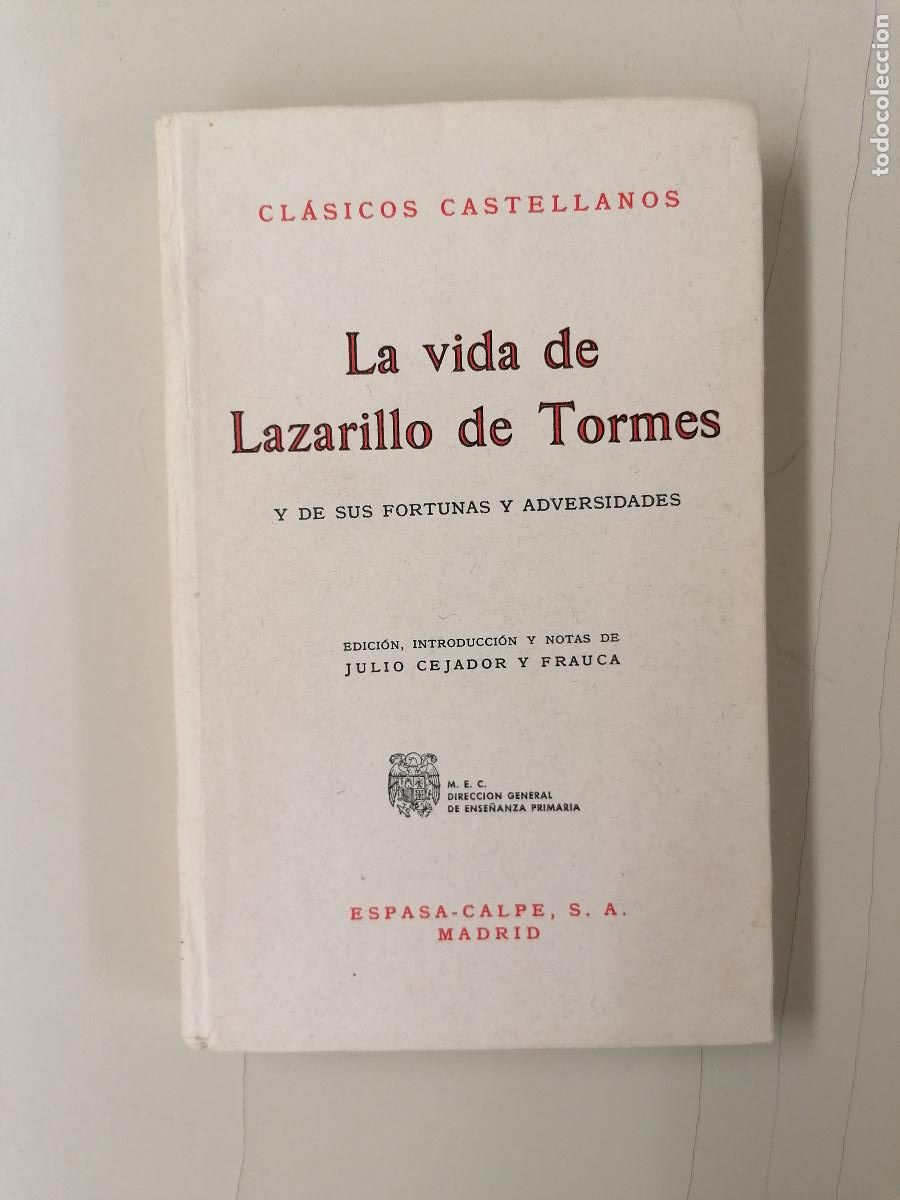 CLÁSICOS CASTELLANOS
La vida de
Lazarillo de Tormes
Y DE SUS FORTUNAS Y ADVERSIDADES
EDICIÓN, INTRODUCCIÓN Y NOTAS DE
JULIO CEJADOR Y FRAUCA
M. E. C.
DIRECCION GENERAL
DE ENSEÑANZA PRIMARIA
ESPASA-CALPE, S. A.
MADRID
todocoleccion